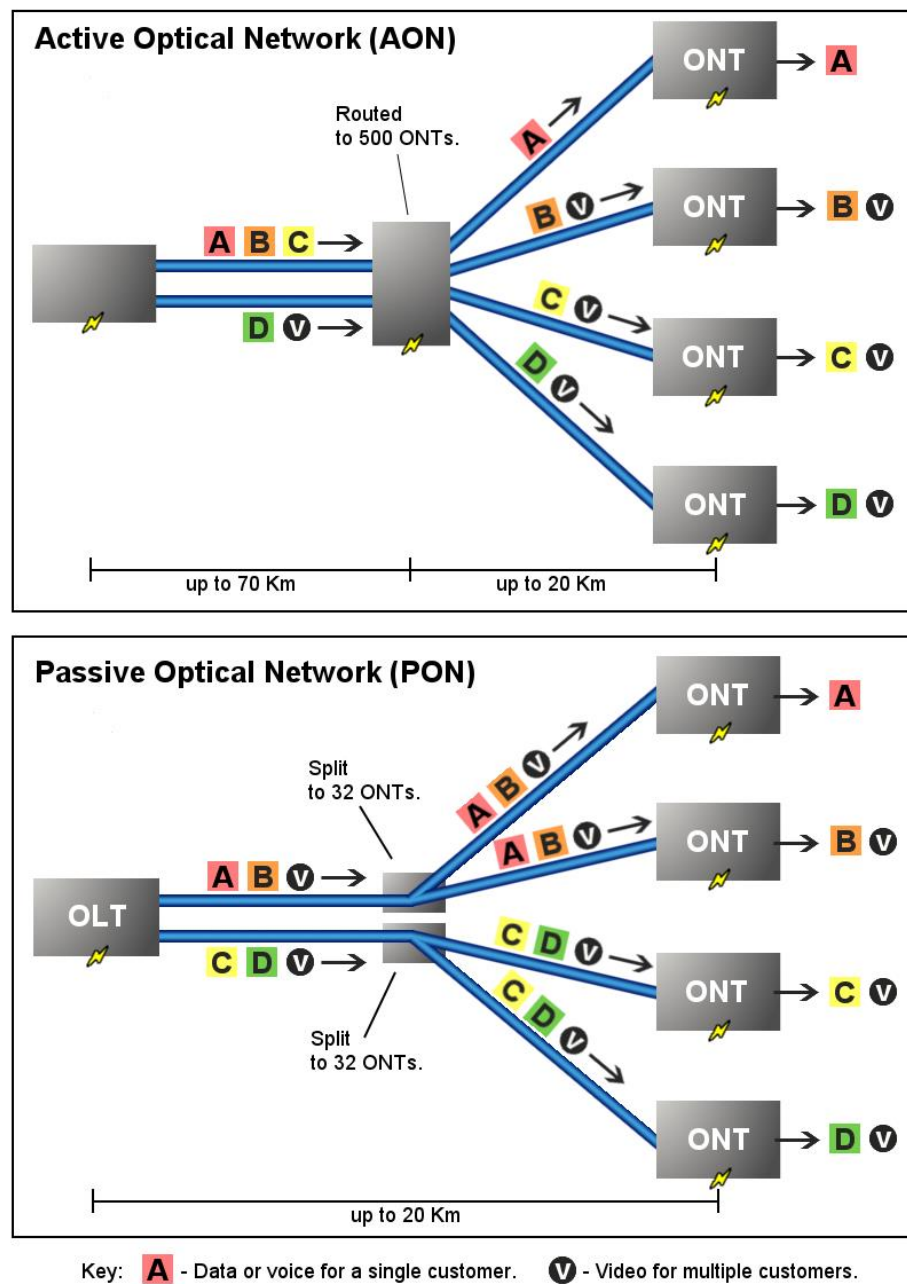 Active Optical Network (AON)
Routed
to 500 ONTs.
A B C
D V
A
B V
C V
D V
ONT
A
ONT
B V
ONT
C V
ONT
D V
up to 70 Km
up to 20 Km
Passive Optical Network (PON)
Split
to 32 ONTs.
OLT
A B V
C D V
Split
to 32 ONTs.
A B V
A B V
C D V
C D V
ONT
A
ONT
B V
ONT
C V
ONT
D V
up to 20 Km
Key: A - Data or voice for a single customer. V - Video for multiple customers.